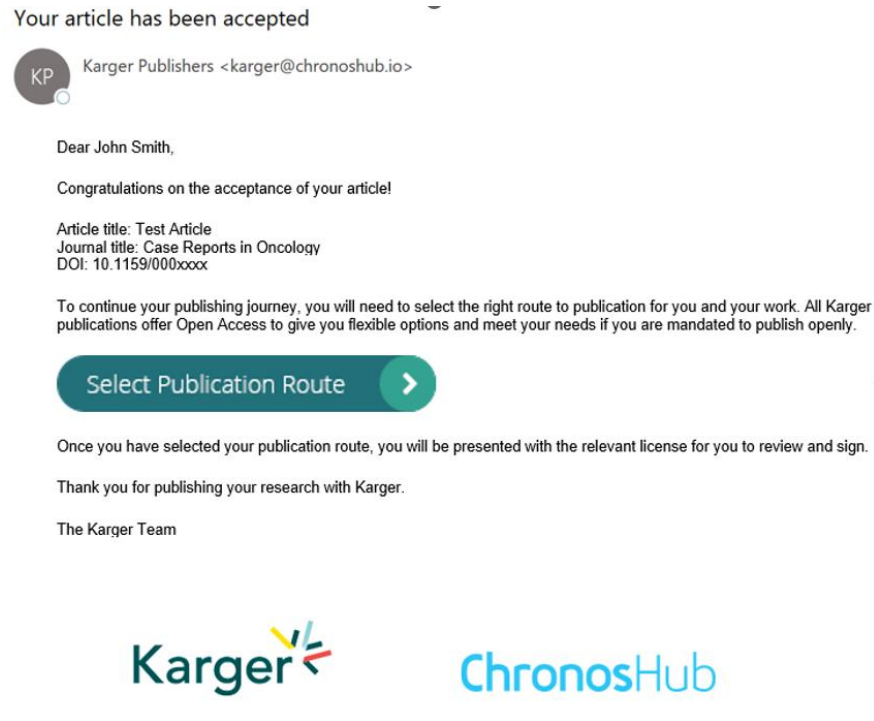 Your article has been accepted
KP
Karger Publishers <karger@chronoshub.io>
Dear John Smith,
Congratulations on the acceptance of your article!
Article title: Test Article
Journal title: Case Reports in Oncology
DOI: 10.1159/000xxxx
To continue your publishing journey, you will need to select the right route to publication for you and your work. All Karger
publications offer Open Access to give you flexible options and meet your needs if you are mandated to publish openly.
Select Publication Route
Once you have selected your publication route, you will be presented with the relevant license for you to review and sign.
Thank you for publishing your research with Karger.
The Karger Team
Karger
ChronosHub